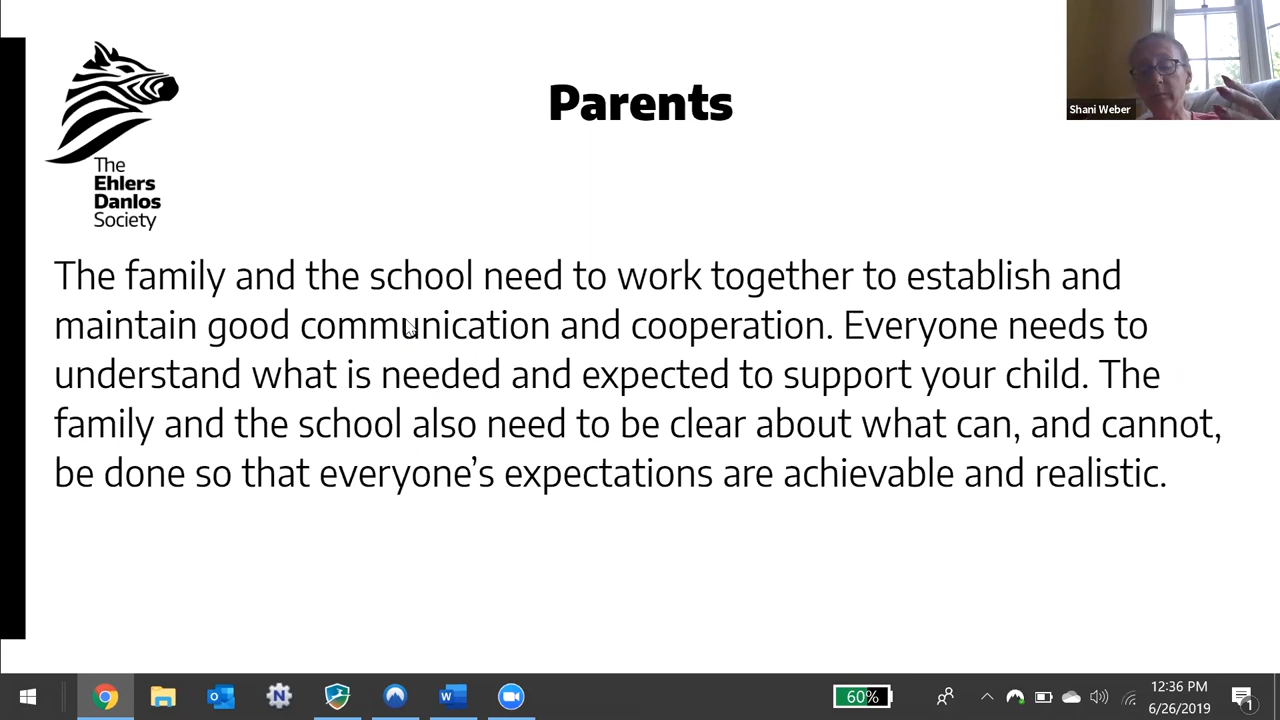 Parents
Shani Weber
The
Ehlers
Danlos
Society
The family and the school need to work together to establish and
maintain good communication and cooperation. Everyone needs to
understand what is needed and expected to support your child. The
family and the school also need to be clear about what can, and cannot,
be done so that everyone’s expectations are achievable and realistic.
60%
12:36 PM
6/26/2019
1